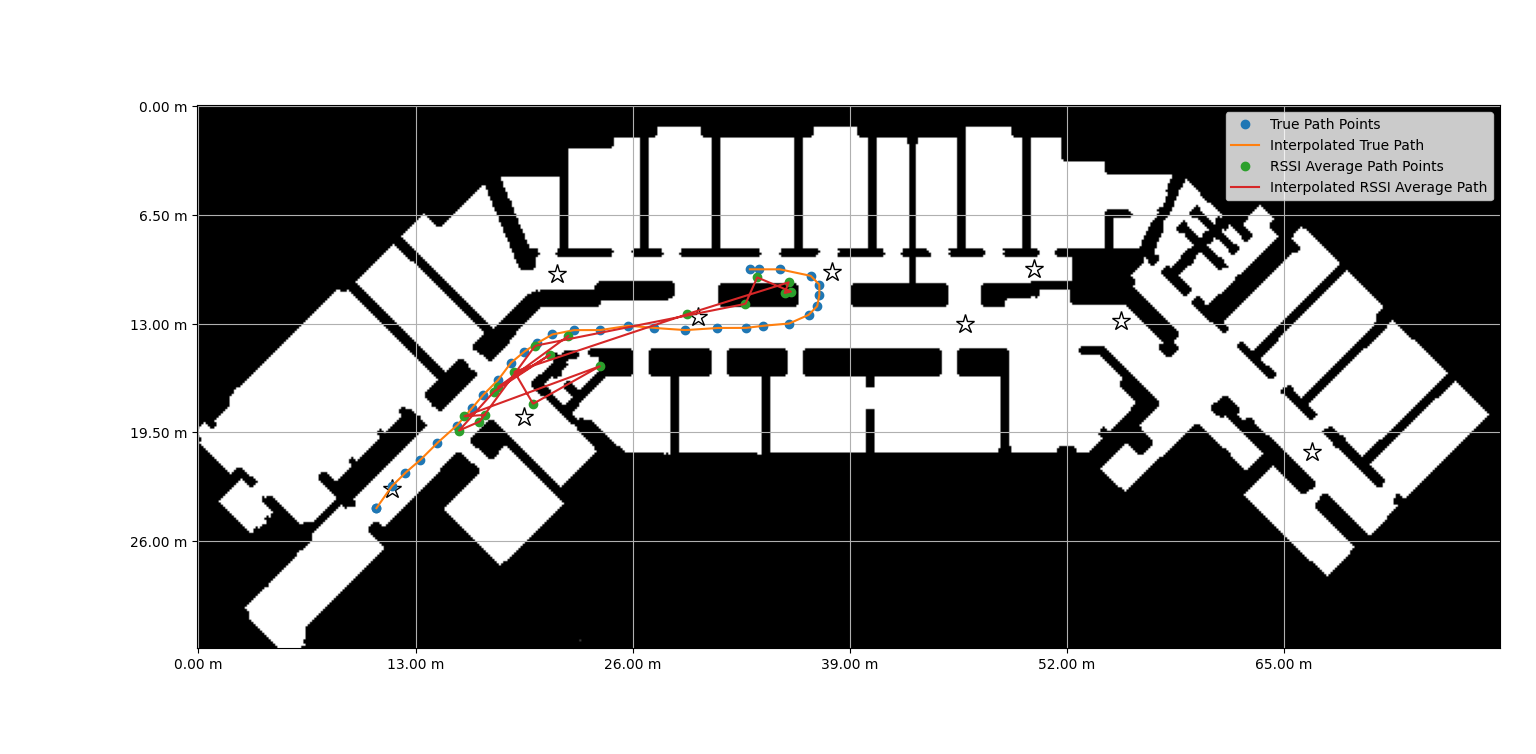 0.00 m
6.50 m
13.00 m
19.50 m
26.00 m
0.00 m 13.00 m 26.00 m 39.00 m 52.00 m 65.00 m
True Path Points
Interpolated True Path
RSSI Average Path Points
Interpolated RSSI Average Path